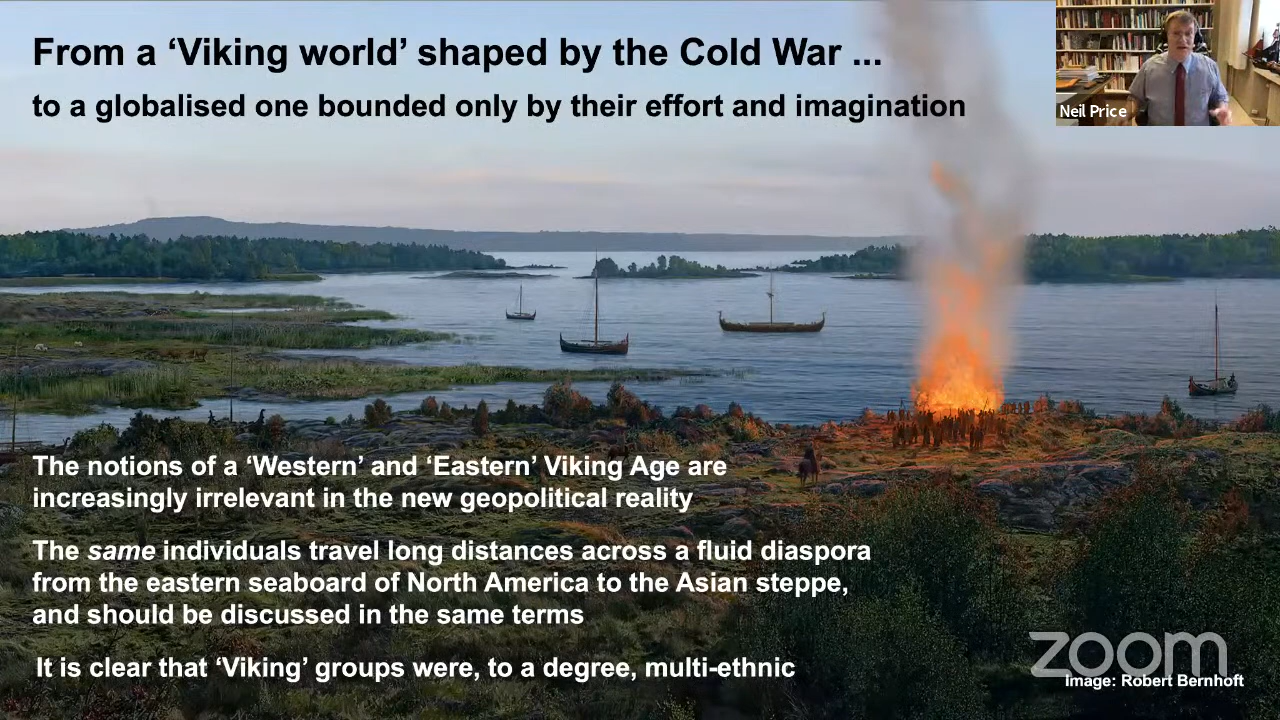 From a ‘Viking world’ shaped by the Cold War ...
to a globalised one bounded only by their effort and imagination
Neil Price
The notions of a ‘Western’ and ‘Eastern’ Viking Age are
increasingly irrelevant in the new geopolitical reality
The same individuals travel long distances across a fluid diaspora
from the eastern seaboard of North America to the Asian steppe,
and should be discussed in the same terms
It is clear that ‘Viking’ groups were, to a degree, multi-ethnic
zoom
Image: Robert Bernhoft